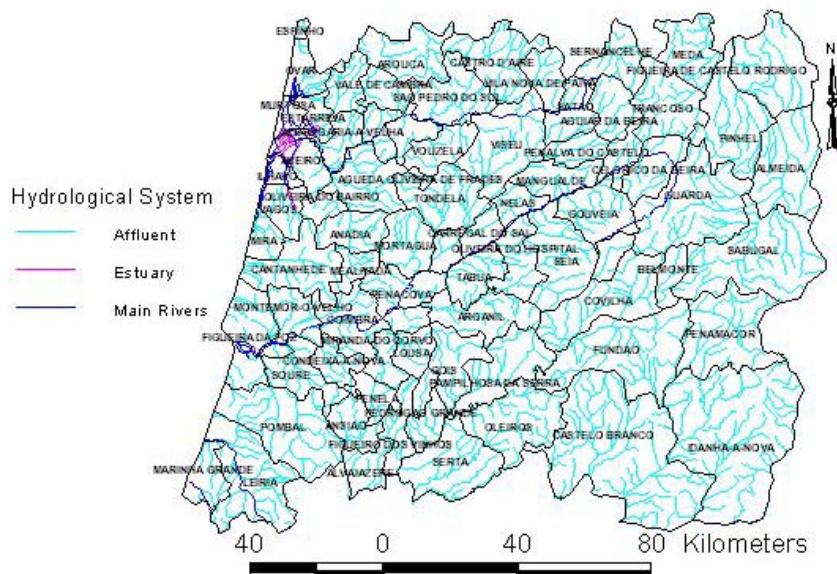 ESPINHO
OVAR
AROUCA
CASTRO D'AIRE
SERNANCELHE
MEDA
FIGUEIRA DE CASTELO RODRIGO
N
VALE DE CAMBRA
SAO PEDRO DO SUL
VILA NOVA DE PAIVA
MURTOSA
ESTARREJA
SATAO
TRANCOSO
AGUIAR DA BEIRA
ALBERGARIA-A-VELHA
PINHEL
VOUZELA
VISEU
PENALVA DO CASTELO
AVEIRO
CELORICO DA BEIRA
ALMEIDA
ILHAVO
AGUEDA
OLIVEIRA DE FRADES
MANGUALDE
Hydrological System
OLIVEIRA DO BAIRRO
TONDELA
NELAS
GUARDA
VAGOS
GOUVEIA
Affluent
MIRA
ANADIA
CARREGAL DO SAL
MORTAGUA
OLIVEIRA DO HOSPITAL
SABUGAL
SEIA
Estuary
CANTANHEDE
MEALHADA
TABUA
BELMONTE
PENACOVA
Main Rivers
MONTEMOR-O-VELHO
COVILHA
COIMBRA
ARGANIL
FIGUEIRA DA FOZ
MIRANDA DO CORVO
PENAMACOR
LOUSA
FUNDAO
CONDEIXA-A-NOVA
SOURE
GOIS
PAMPILHOSA DA SERRA
PENELA
PEDROGAO GRANDE
POMBAL
ANSIAO
OLEIROS
CASTELO BRANCO
FIGUEIRO DOS VINHOS
IDANHA-A-NOVA
MARINHA GRANDE
SERTA
ALVAIAZERE
LEIRIA
40 0 40 80 Kilometers